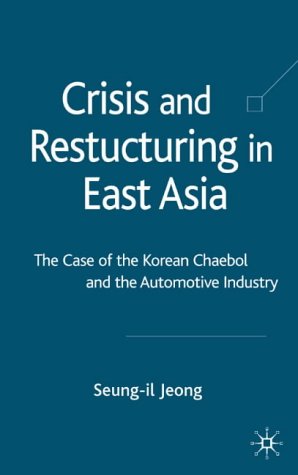 Crisis and
Restucturing in
East Asia
The Case of the Korean Chaebol
and the Automotive Industry
Seung-il Jeong